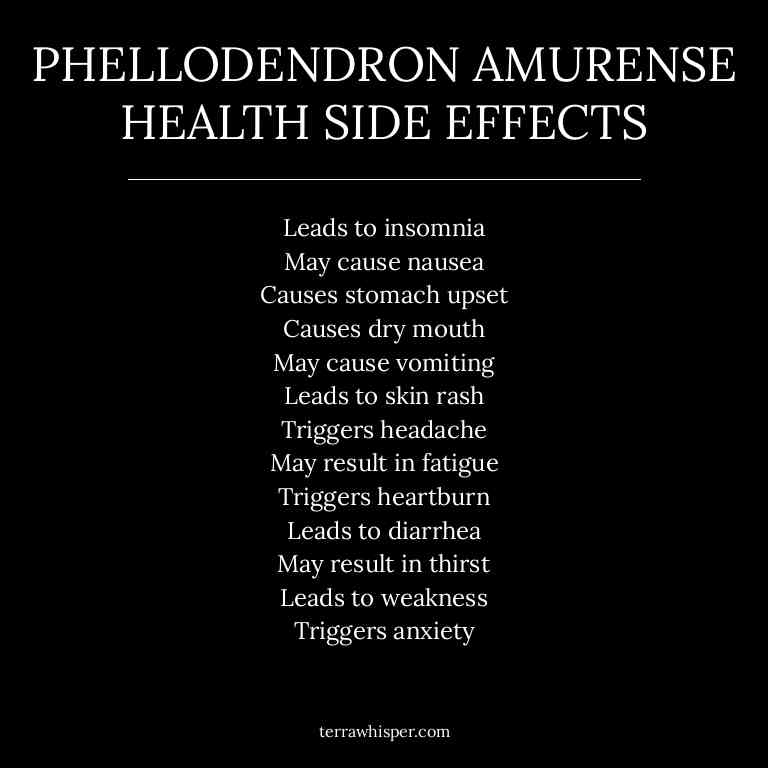 PHELLODENDRON AMURENSE
HEALTH SIDE EFFECTS
Leads to insomnia
May cause nausea
Causes stomach upset
Causes dry mouth
May cause vomiting
Leads to skin rash
Triggers headache
May result in fatigue
Triggers heartburn
Leads to diarrhea
May result in thirst
Leads to weakness
Triggers anxiety
terrawhisper.com